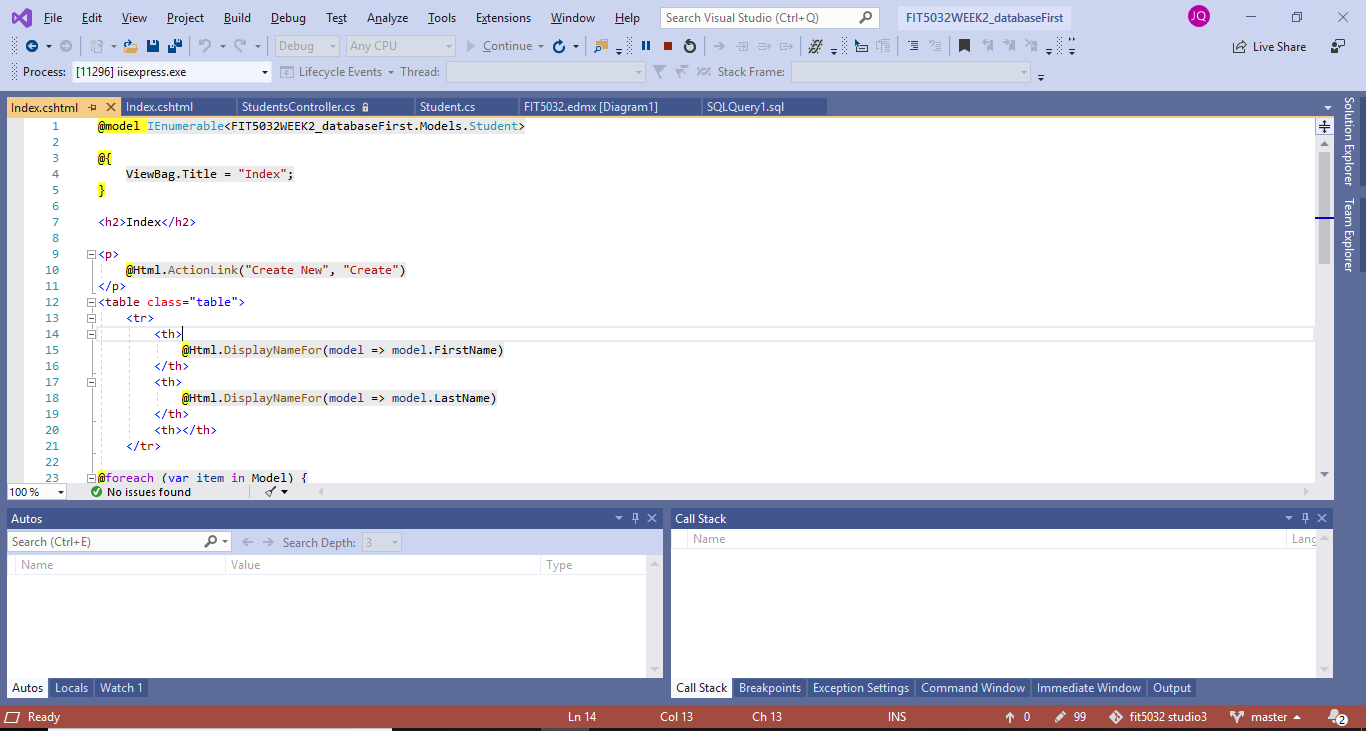 File Edit View Project Build Debug Test Analyze Tools Extensions Window Help Search Visual Studio (Ctrl+Q) FIT5032WEEK2_databaseFirst JQ
Debug Any CPU Continue Live Share
Process: [11296] iisexpress.exe Lifecycle Events Thread: Stack Frame:
Index.cshtml Index.cshtml StudentsController.cs Student.cs FIT5032.edmx [Diagram1] SQLQuery1.sql
1 @model IEnumerable<FIT5032WEEK2_databaseFirst.Models.Student>
2
3 @{
4 ViewBag.Title = "Index";
5 }
6
7 <h2>Index</h2>
8
9 <p>
10 @Html.ActionLink("Create New", "Create")
11 </p>
12 <table class="table">
13 <tr>
14 <th>
15 @Html.DisplayNameFor(model => model.FirstName)
16 </th>
17 <th>
18 @Html.DisplayNameFor(model => model.LastName)
19 </th>
20 <th></th>
21 </tr>
22
23 @foreach (var item in Model) {
100 % No issues found
Solution Explorer
Team Explorer
Autos
Search (Ctrl+E) Search Depth: 3
Name Value Type
Autos Locals Watch 1
Call Stack
Name Lang
Call Stack Breakpoints Exception Settings Command Window Immediate Window Output
Ready Ln 14 Col 13 Ch 13 INS 0 99 fit5032 studio3 master 2